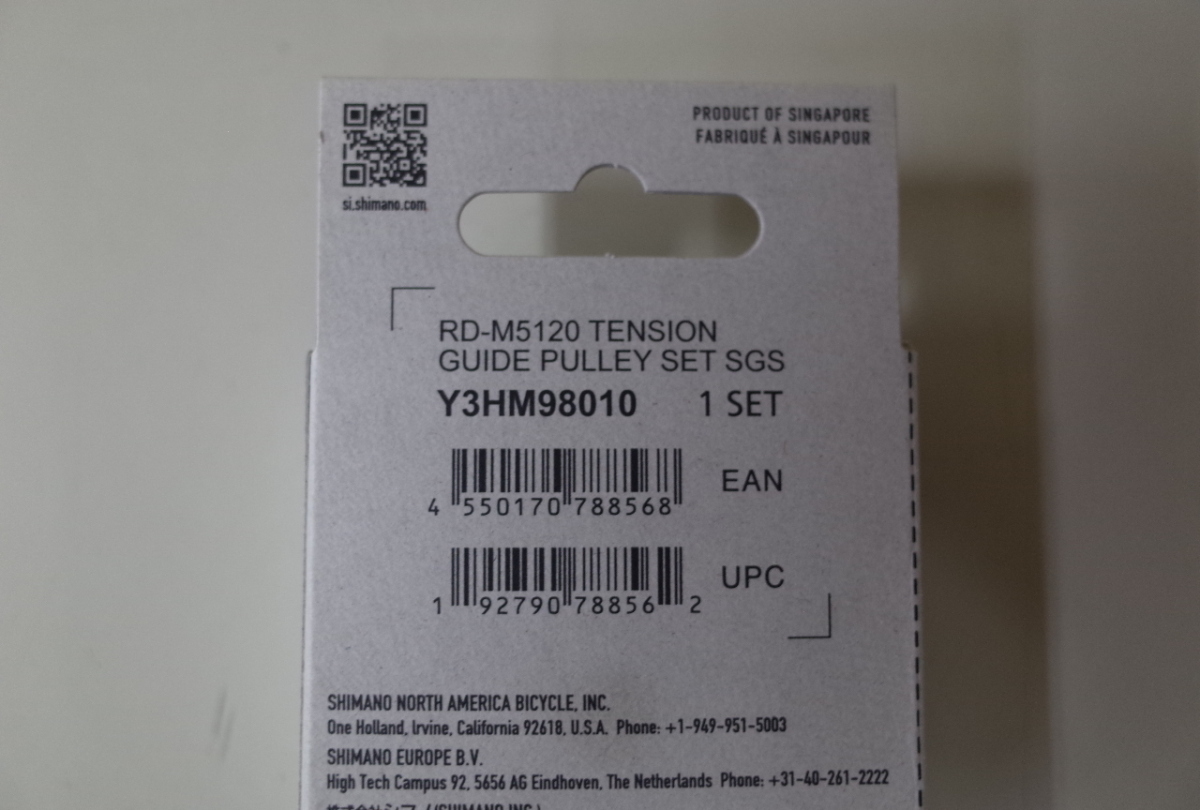 PRODUCT OF SINGAPORE
FABRIQUÉ À SINGAPOUR
si.shimano.com
RD-M5120 TENSION
GUIDE PULLEY SET SGS
Y3HM98010 1 SET
EAN
4 550170 788568
UPC
1 92790 78856 2
SHIMANO NORTH AMERICA BICYCLE, INC.
One Holland, Irvine, California 92618, U.S.A. Phone: +1-949-951-5003
SHIMANO EUROPE B.V.
High Tech Campus 92, 5656 AG Eindhoven, The Netherlands Phone: +31-40-261-2222
(SHIMANO INC.)